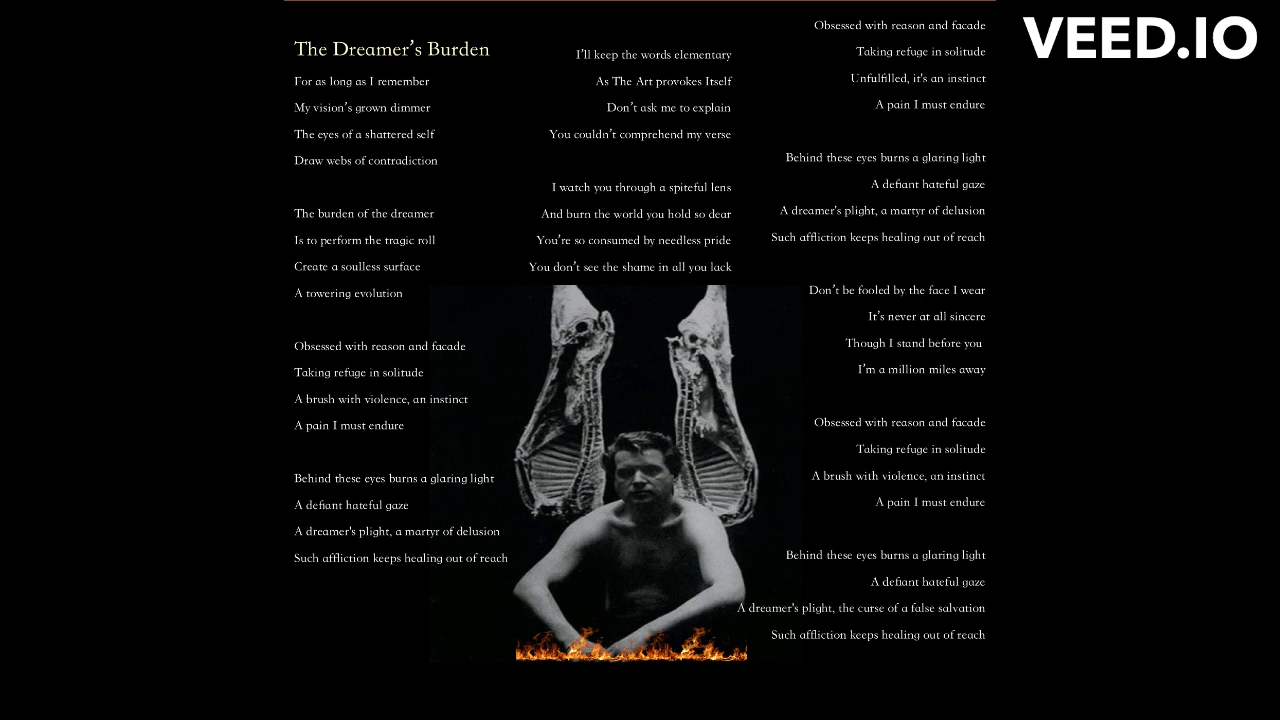 The Dreamer's Burden
For as long as I remember
My vision's grown dimmer
The eyes of a shattered self
Draw webs of contradiction
The burden of the dreamer
Is to perform the tragic roll
Create a soulless surface
A towering evolution
Obsessed with reason and facade
Taking refuge in solitude
A brush with violence, an instinct
A pain I must endure
Behind these eyes burns a glaring light
A defiant hateful gaze
A dreamer's plight, a martyr of delusion
Such affliction keeps healing out of reach
I'll keep the words elementary
As The Art provokes Itself
Don't ask me to explain
You couldn't comprehend my verse
I watch you through a spiteful lens
And burn the world you hold so dear
You're so consumed by needless pride
You don't see the shame in all you lack
Obsessed with reason and facade
Taking refuge in solitude
Unfulfilled, it's an instinct
A pain I must endure
Behind these eyes burns a glaring light
A defiant hateful gaze
A dreamer's plight, a martyr of delusion
Such affliction keeps healing out of reach
Don't be fooled by the face I wear
It's never at all sincere
Though I stand before you
I'm a million miles away
Obsessed with reason and facade
Taking refuge in solitude
A brush with violence, an instinct
A pain I must endure
Behind these eyes burns a glaring light
A defiant hateful gaze
A dreamer's plight, the curse of a false salvation
Such affliction keeps healing out of reach
VEED.IO